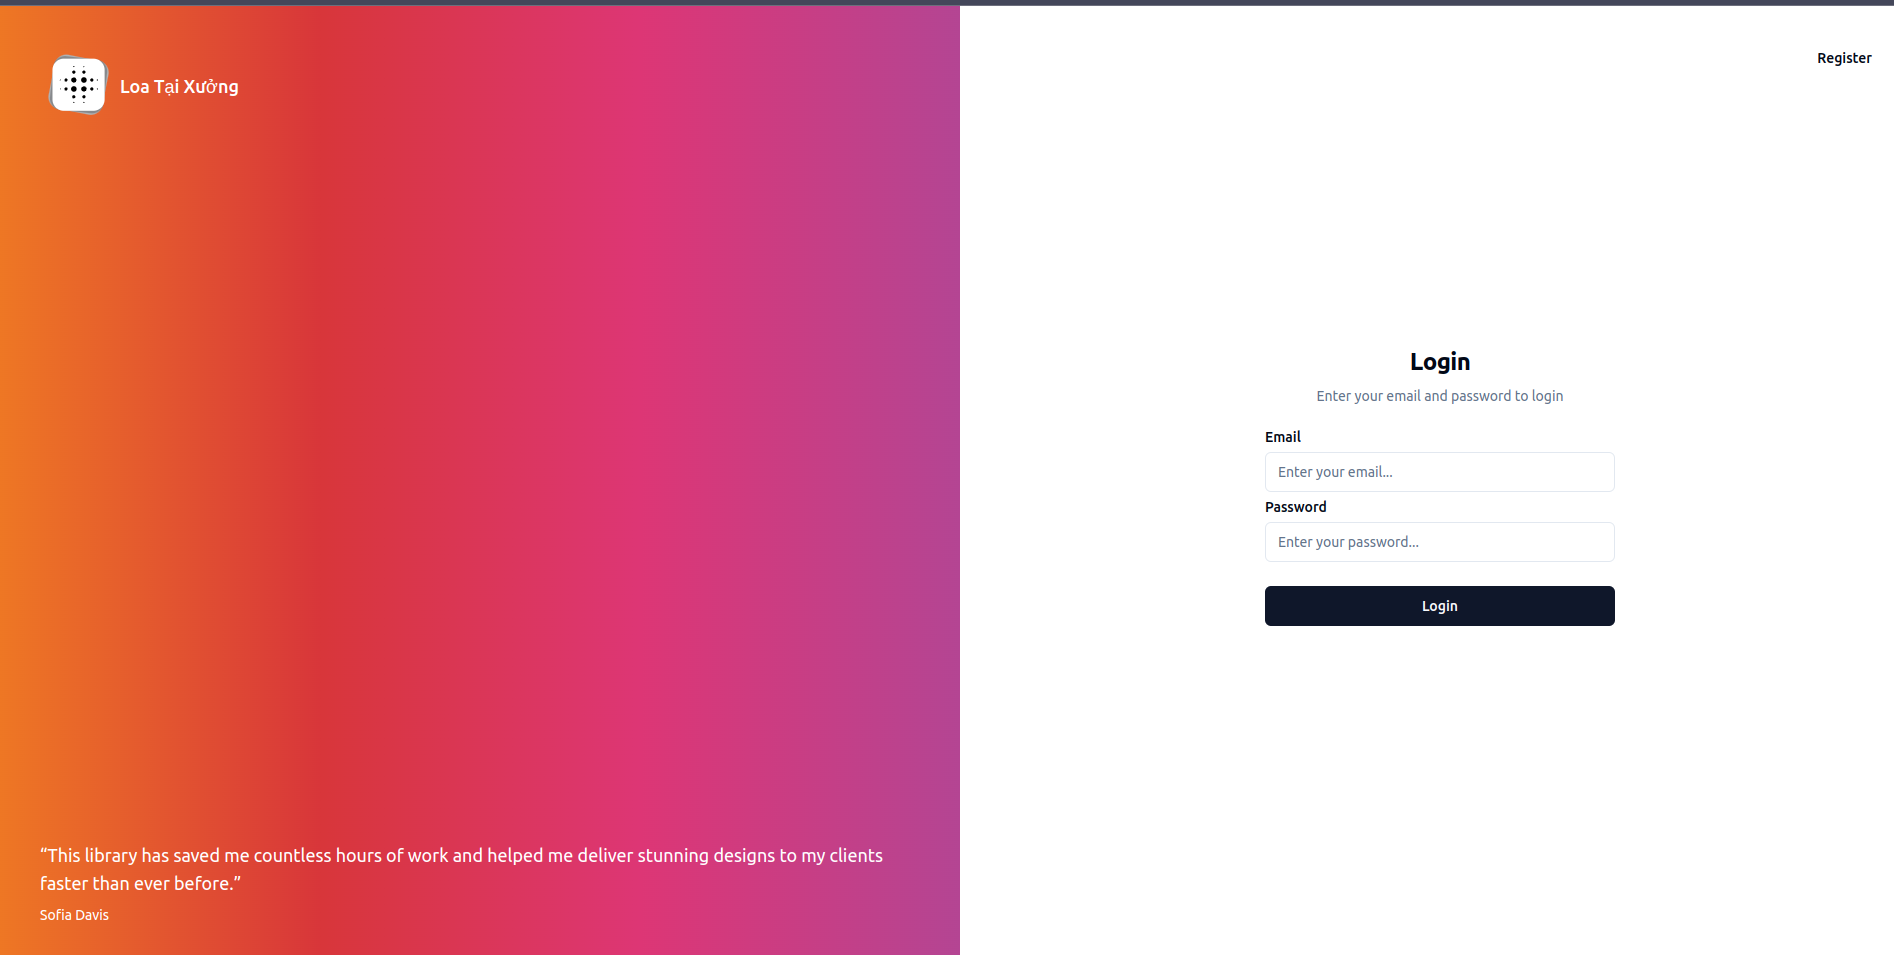 Loa Tại Xưởng
“This library has saved me countless hours of work and helped me deliver stunning designs to my clients
faster than ever before.”
Sofia Davis
Register
Login
Enter your email and password to login
Email
Enter your email...
Password
Enter your password...
Login